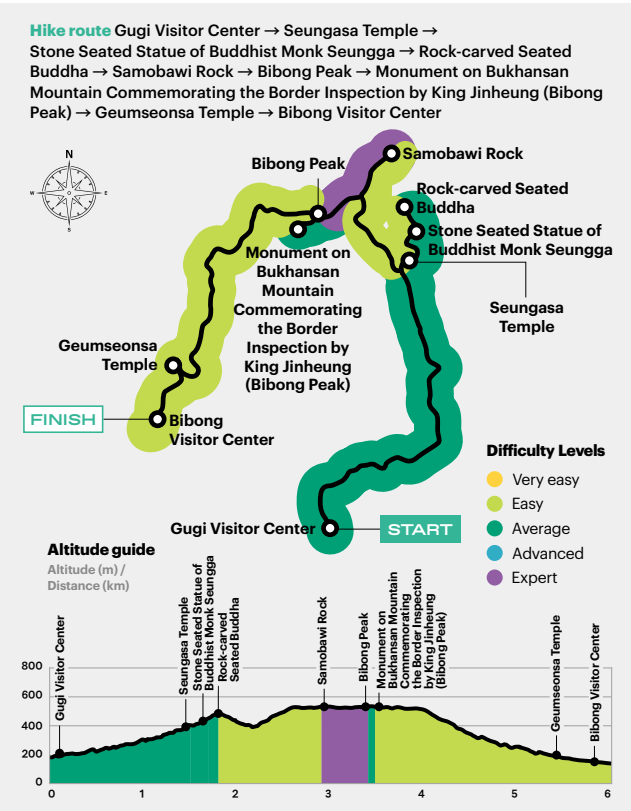 Hike route Gugi Visitor Center → Seungasa Temple →
Stone Seated Statue of Buddhist Monk Seungga → Rock-carved Seated
Buddha → Samobawi Rock → Bibong Peak → Monument on Bukhansan
Mountain Commemorating the Border Inspection by King Jinheung (Bibong
Peak) → Geumseonsa Temple → Bibong Visitor Center
N
W
E
S
Bibong Peak
Samobawi Rock
Rock-carved Seated
Buddha
Stone Seated Statue of
Buddhist Monk Seungga
Monument on
Bukhansan
Mountain
Commemorating
the Border
Inspection by
King Jinheung
(Bibong Peak)
Seungasa
Temple
Geumseonsa
Temple
FINISH
Bibong
Visitor Center
Gugi Visitor Center
START
Difficulty Levels
Very easy
Easy
Average
Advanced
Expert
Altitude guide
Altitude (m) /
Distance (km)
Gugi Visitor Center
Seungasa Temple
Stone Seated Statue of
Buddhist Monk Seungga
Rock-carved
Seated Buddha
Samobawi Rock
Bibong Peak
Monument on
Bukhansan Mountain
Commemorating
the Border Inspection
by King Jinheung
(Bibong Peak)
Geumseonsa Temple
Bibong Visitor Center
800
600
400
200
0
0 1 2 3 4 5 6